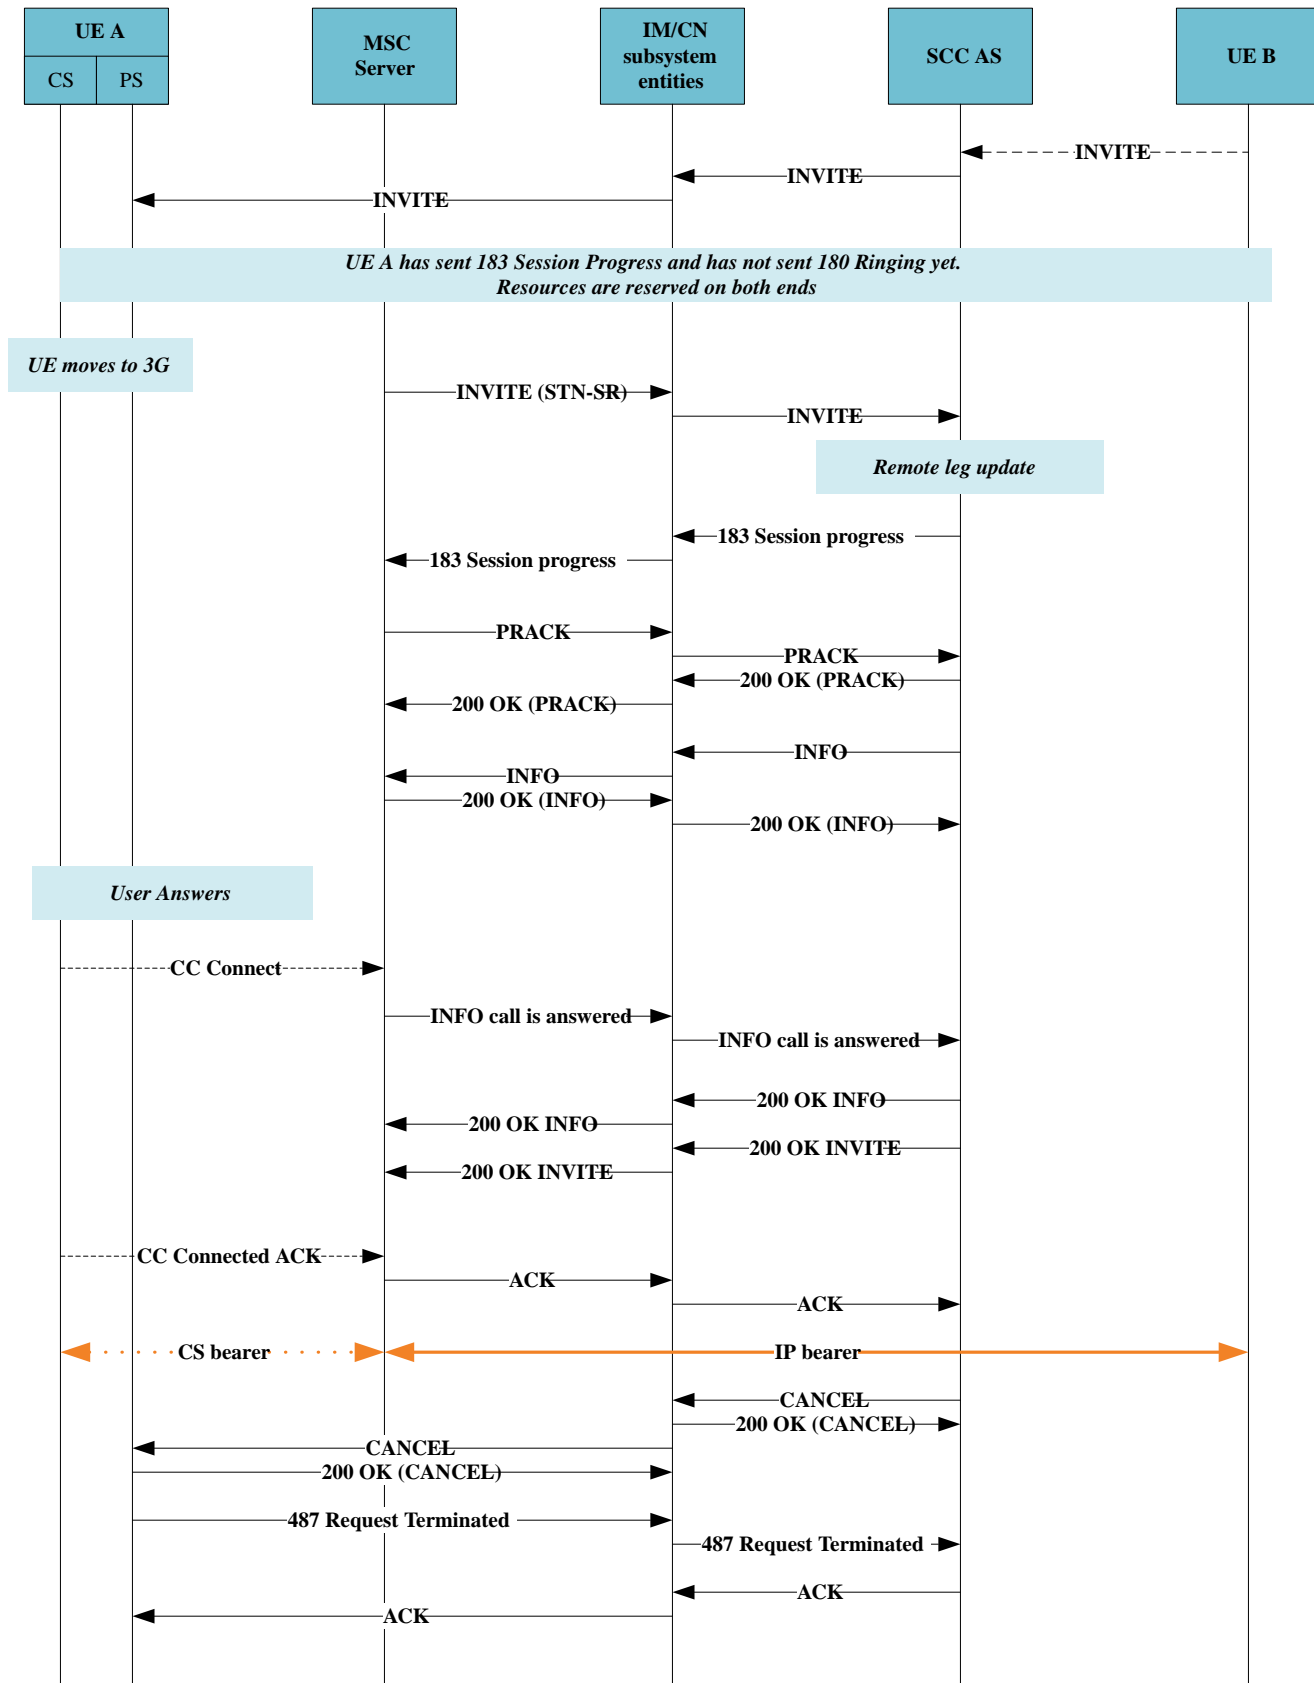 UE A
CS
PS
MSC
Server
IM/CN
subsystem
entities
SCC AS
UE B
INVITE
INVITE
INVITE
UE A has sent 183 Session Progress and has not sent 180 Ringing yet.
Resources are reserved on both ends
UE moves to 3G
INVITE (STN-SR)
INVITE
Remote leg update
183 Session progress
183 Session progress
PRACK
PRACK
200 OK (PRACK)
200 OK (PRACK)
INFO
INFO
200 OK (INFO)
200 OK (INFO)
User Answers
CC Connect
INFO call is answered
INFO call is answered
200 OK INFO
200 OK INFO
200 OK INVITE
200 OK INVITE
CC Connected ACK
ACK
ACK
CS bearer
IP bearer
CANCEL
200 OK (CANCEL)
CANCEL
200 OK (CANCEL)
487 Request Terminated
487 Request Terminated
ACK
ACK